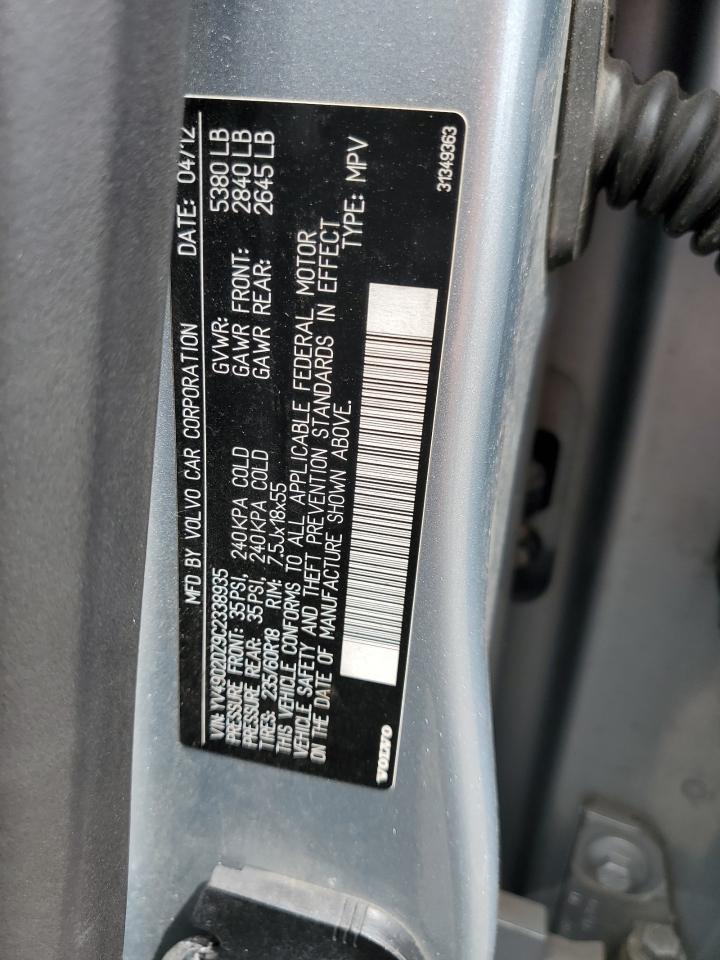 MFD BY VOLVO CAR CORPORATION DATE: 04/12
GVWR: 5380 LB
GAWR FRONT: 2840 LB
GAWR REAR: 2645 LB
VIN: YV4902DZ9C2338935
PRESSURE FRONT: 35PSI, 240KPA COLD
PRESSURE REAR: 35PSI, 240KPA COLD
TIRES: 235/60R18 RIM: 7.5Jx18x55
THIS VEHICLE CONFORMS TO ALL APPLICABLE FEDERAL MOTOR
VEHICLE SAFETY AND THEFT PREVENTION STANDARDS IN EFFECT
ON THE DATE OF MANUFACTURE SHOWN ABOVE. TYPE: MPV
VOLVO 31349363